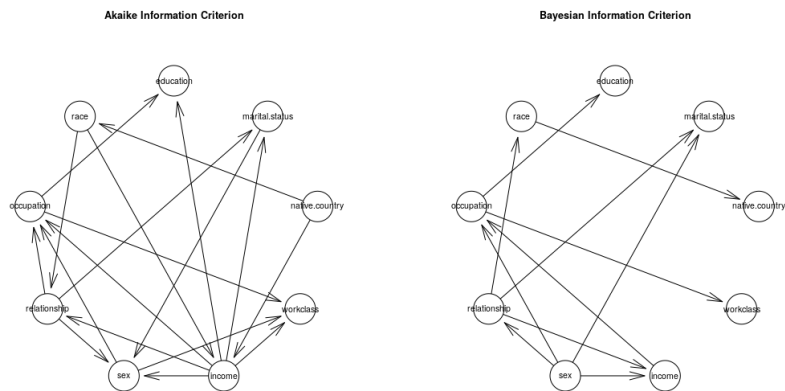 Akaike Information Criterion
education
race
marital.status
occupation
native.country
relationship
workclass
sex
income
Bayesian Information Criterion
education
race
marital.status
occupation
native.country
relationship
workclass
sex
income